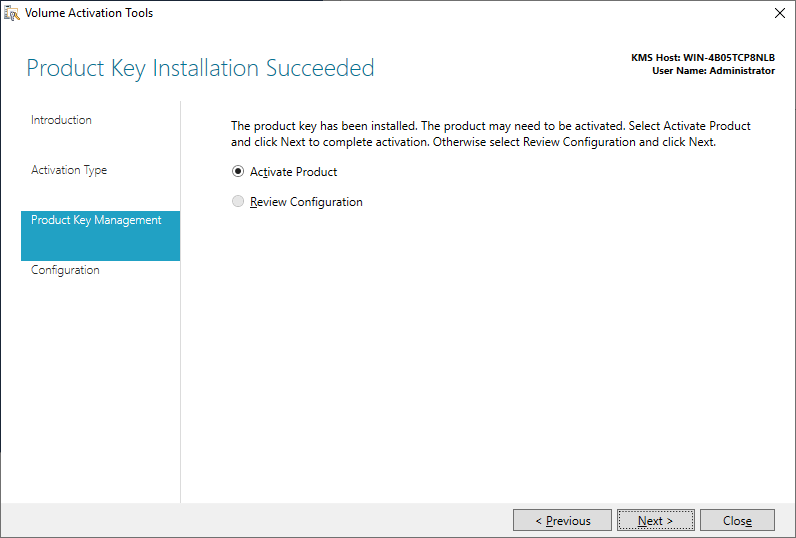 Volume Activation Tools
Product Key Installation Succeeded
KMS Host: WIN-4B05TCP8NLB
User Name: Administrator
Introduction
Activation Type
Product Key Management
Configuration
The product key has been installed. The product may need to be activated. Select Activate Product
and click Next to complete activation. Otherwise select Review Configuration and click Next.
Activate Product
Review Configuration
< Previous
Next >
Close